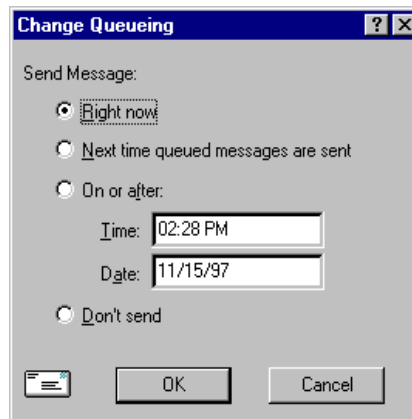 Change Queueing
Send Message:
Right now
Next time queued messages are sent
On or after:
Time: 02:28 PM
Date: 11/15/97
Don't send
OK Cancel